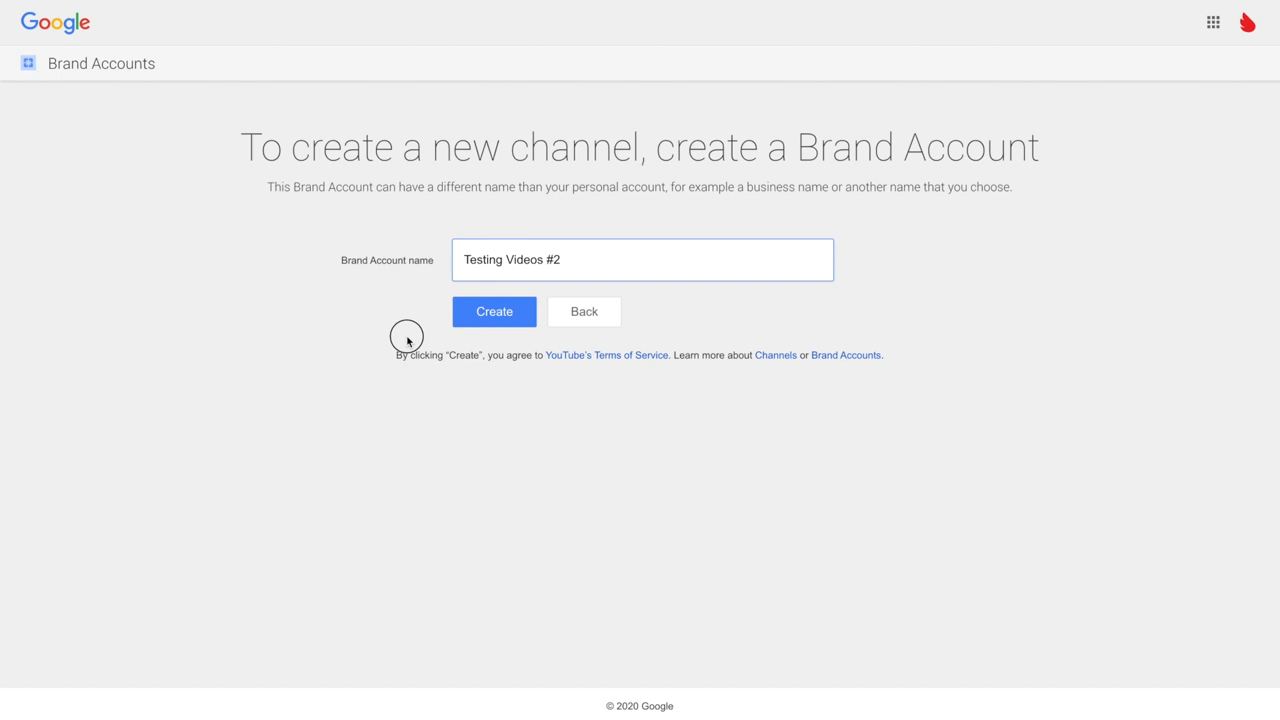 Google
Brand Accounts
To create a new channel, create a Brand Account
This Brand Account can have a different name than your personal account, for example a business name or another name that you choose.
Brand Account name
Testing Videos #2
Create
Back
By clicking “Create”, you agree to YouTube's Terms of Service. Learn more about Channels or Brand Accounts.
© 2020 Google